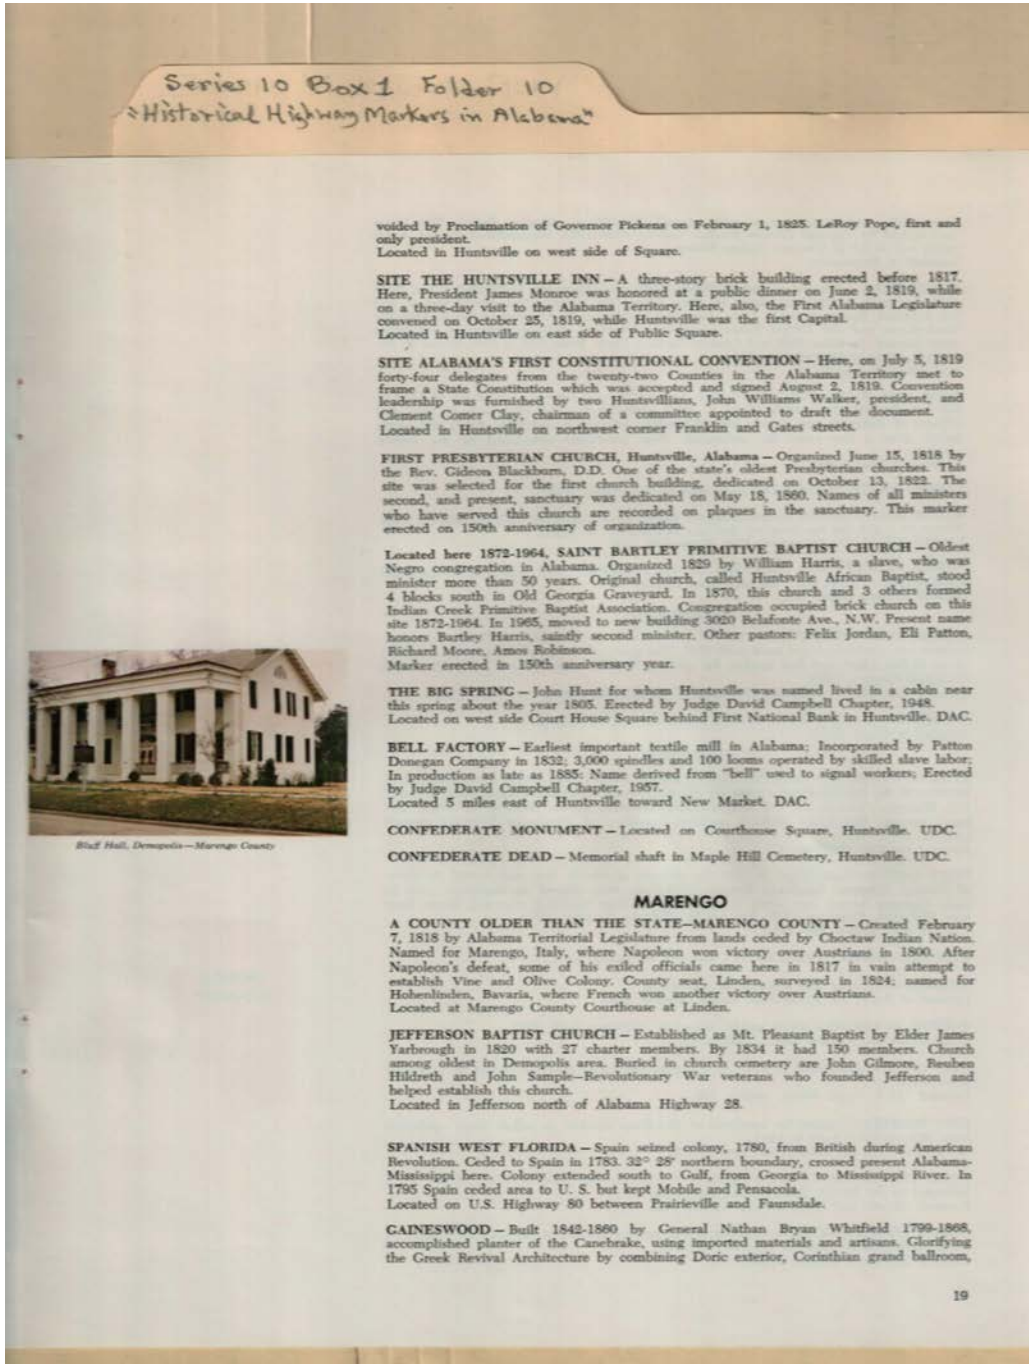 Series 10 Box 1 Folder 10
"Historical Highway Markers in Alabama"
voided by Proclamation of Governor Pickens on February 1, 1825. LeRoy Pope, first and
only president.
Located in Huntsville on west side of Square.
SITE THE HUNTSVILLE INN — A three-story brick building erected before 1817.
Here, President James Monroe was honored at a public dinner on June 2, 1819, while
on a three-day visit to the Alabama Territory. Here, also, the First Alabama Legislature
convened on October 25, 1819, while Huntsville was the first Capital.
Located in Huntsville on east side of Public Square.
SITE ALABAMA'S FIRST CONSTITUTIONAL CONVENTION — Here, on July 5, 1819
forty-four delegates from the twenty-two Counties in the Alabama Territory met to
frame a State Constitution which was accepted and signed August 2, 1819. Convention
leadership was furnished by two Huntsvillians, John Williams Walker, president, and
Clement Comer Clay, chairman of a committee appointed to draft the document.
Located in Huntsville on northwest corner Franklin and Gates streets.
FIRST PRESBYTERIAN CHURCH, Huntsville, Alabama — Organized June 15, 1818 by
the Rev. Gideon Blackburn, D.D. One of the state's oldest Presbyterian churches. This
site was selected for the first church building, dedicated on October 13, 1822. The
second, and present, sanctuary was dedicated on May 18, 1860. Names of all ministers
who have served this church are recorded on plaques in the sanctuary. This marker
erected on 150th anniversary of organization.
Located here 1872-1964, SAINT BARTLEY PRIMITIVE BAPTIST CHURCH — Oldest
Negro congregation in Alabama. Organized 1829 by William Harris, a slave, who was
minister more than 50 years. Original church, called Huntsville African Baptist, stood
4 blocks south in Old Georgia Graveyard. In 1870, this church and 3 others formed
Indian Creek Primitive Baptist Association. Congregation occupied brick church on this
site 1872-1964. In 1965, moved to new building 3020 Belafonte Ave., N.W. Present name
honors Bartley Harris, saintly second minister. Other pastors: Felix Jordan, Eli Patton,
Richard Moore, Amos Robinson.
Marker erected in 150th anniversary year.
THE BIG SPRING — John Hunt for whom Huntsville was named lived in a cabin near
this spring about the year 1805. Erected by Judge David Campbell Chapter, 1948.
Located on west side Court House Square behind First National Bank in Huntsville. DAC.
BELL FACTORY — Earliest important textile mill in Alabama; Incorporated by Patton
Donegan Company in 1832; 3,000 spindles and 100 looms operated by skilled slave labor;
In production as late as 1885: Name derived from "bell" used to signal workers; Erected
by Judge David Campbell Chapter, 1957.
Located 5 miles east of Huntsville toward New Market. DAC.
CONFEDERATE MONUMENT — Located on Courthouse Square, Huntsville. UDC.
CONFEDERATE DEAD — Memorial shaft in Maple Hill Cemetery, Huntsville. UDC.
Bluff Hall, Demopolis—Marengo County
MARENGO
A COUNTY OLDER THAN THE STATE—MARENGO COUNTY — Created February
7, 1818 by Alabama Territorial Legislature from lands ceded by Choctaw Indian Nation.
Named for Marengo, Italy, where Napoleon won victory over Austrians in 1800. After
Napoleon's defeat, some of his exiled officials came here in 1817 in vain attempt to
establish Vine and Olive Colony. County seat, Linden, surveyed in 1824; named for
Hohenlinden, Bavaria, where French won another victory over Austrians.
Located at Marengo County Courthouse at Linden.
JEFFERSON BAPTIST CHURCH — Established as Mt. Pleasant Baptist by Elder James
Yarbrough in 1820 with 27 charter members. By 1834 it had 150 members. Church
among oldest in Demopolis area. Buried in church cemetery are John Gilmore, Reuben
Hildreth and John Sample—Revolutionary War veterans who founded Jefferson and
helped establish this church.
Located in Jefferson north of Alabama Highway 28.
SPANISH WEST FLORIDA — Spain seized colony, 1780, from British during American
Revolution. Ceded to Spain in 1783. 32° 28' northern boundary, crossed present Alabama-
Mississippi here. Colony extended south to Gulf, from Georgia to Mississippi River. In
1795 Spain ceded area to U. S. but kept Mobile and Pensacola.
Located on U.S. Highway 80 between Prairieville and Faunsdale.
GAINESWOOD — Built 1842-1860 by General Nathan Bryan Whitfield 1799-1868,
accomplished planter of the Canebrake, using imported materials and artisans. Glorifying
the Greek Revival Architecture by combining Doric exterior, Corinthian grand ballroom,
19